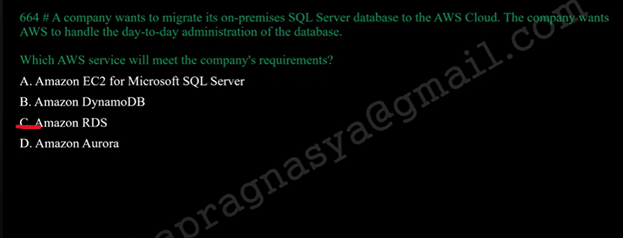 664 # A company wants to migrate its on-premises SQL Server database to the AWS Cloud. The company wants
AWS to handle the day-to-day administration of the database.
Which AWS service will meet the company's requirements?
A. Amazon EC2 for Microsoft SQL Server
B. Amazon DynamoDB
C. Amazon RDS
D. Amazon Aurora
apragnasya@gmail.com